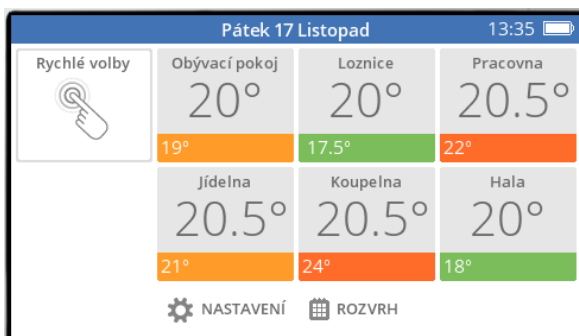 Pátek 17 Listopad 13:35
Rychlé volby Obývací pokoj Loznice Pracovna
20° 20° 20.5°
19° 17.5° 22°
Jídelna Koupelna Hala
20.5° 20.5° 20°
21° 24° 18°
NASTAVENÍ ROZVRH